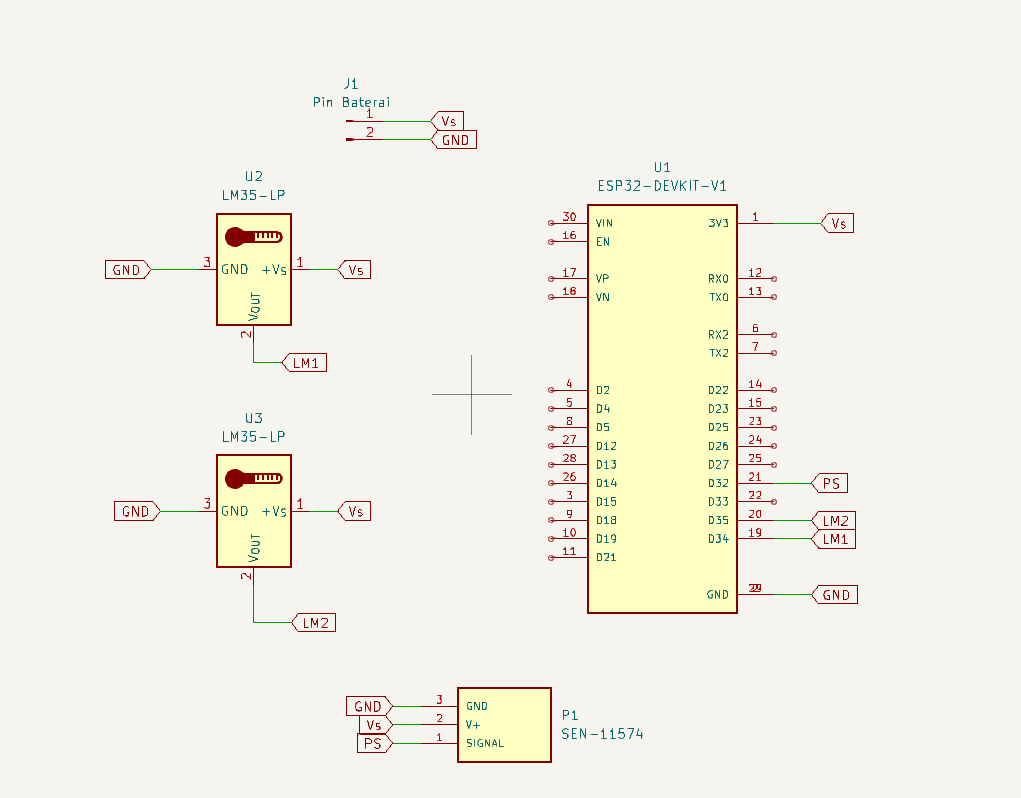 J1
Pin Baterai
1 Vs
2 GND
U2
LM35-LP
GND 3 GND +Vs 1 Vs
VOUT
2
LM1
U3
LM35-LP
GND 3 GND +Vs 1 Vs
VOUT
2
LM2
U1
ESP32-DEVKIT-V1
30 VIN 3V3 1 Vs
16 EN
17 VP RX0 12
18 VN TX0 13
RX2 6
TX2 7
4 D2 D22 14
5 D4 D23 15
8 D5 D25 23
27 D12 D26 24
28 D13 D27 25
26 D14 D32 21 PS
3 D15 D33 22
9 D18 D35 20 LM2
10 D19 D34 19 LM1
11 D21
GND GND
GND 3 GND
Vs 2 V+
PS 1 SIGNAL
P1
SEN-11574